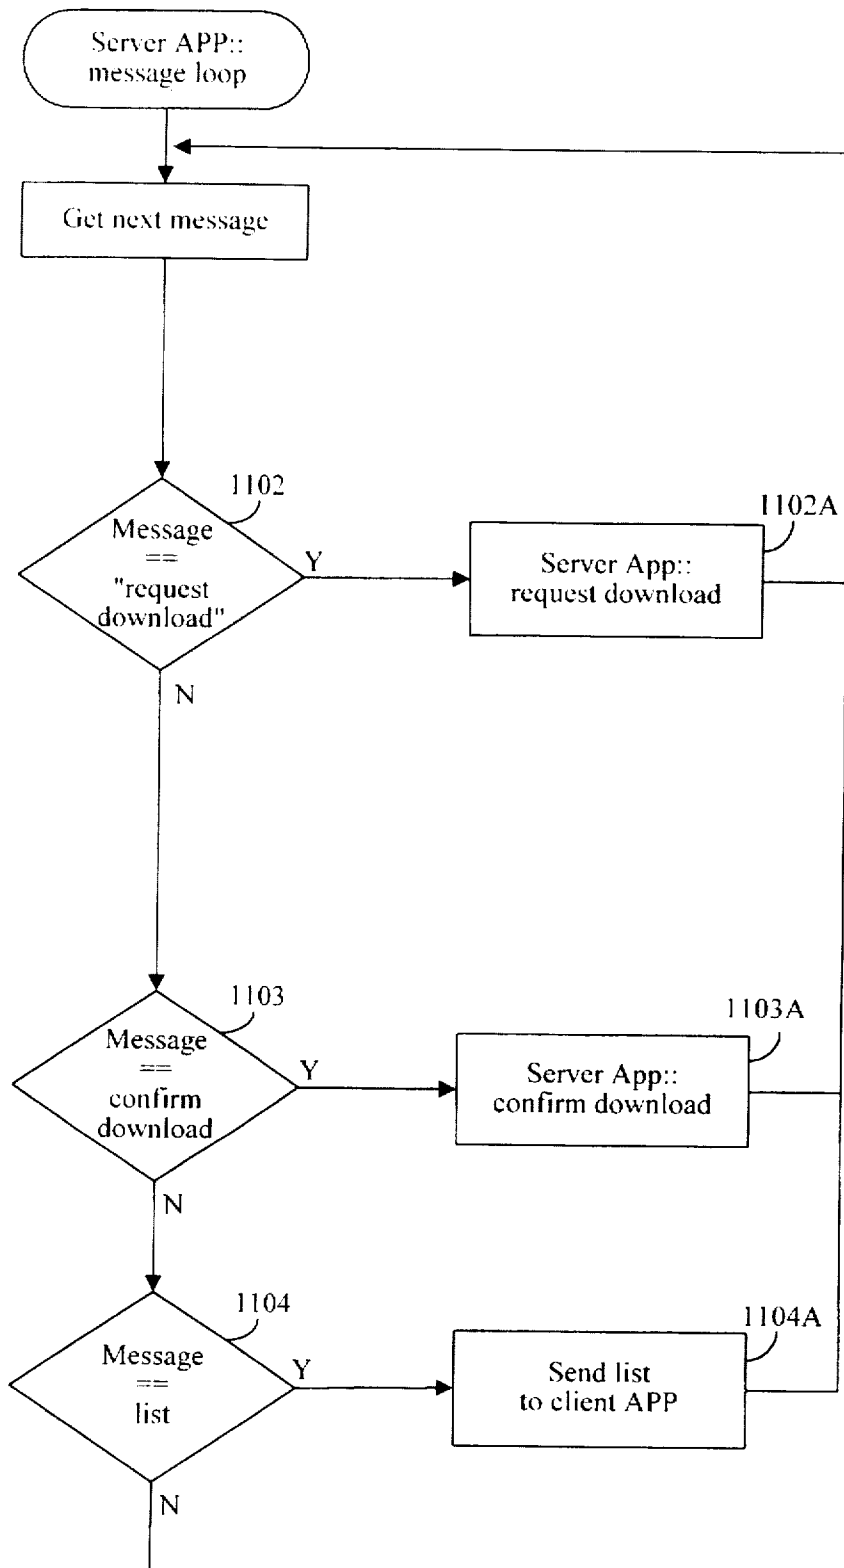 Server APP::
message loop
Get next message
1102
Message
==
"request
download"
Y
N
1102A
Server App::
request download
1103
Message
==
confirm
download
Y
N
1103A
Server App::
confirm download
1104
Message
==
list
Y
N
1104A
Send list
to client APP